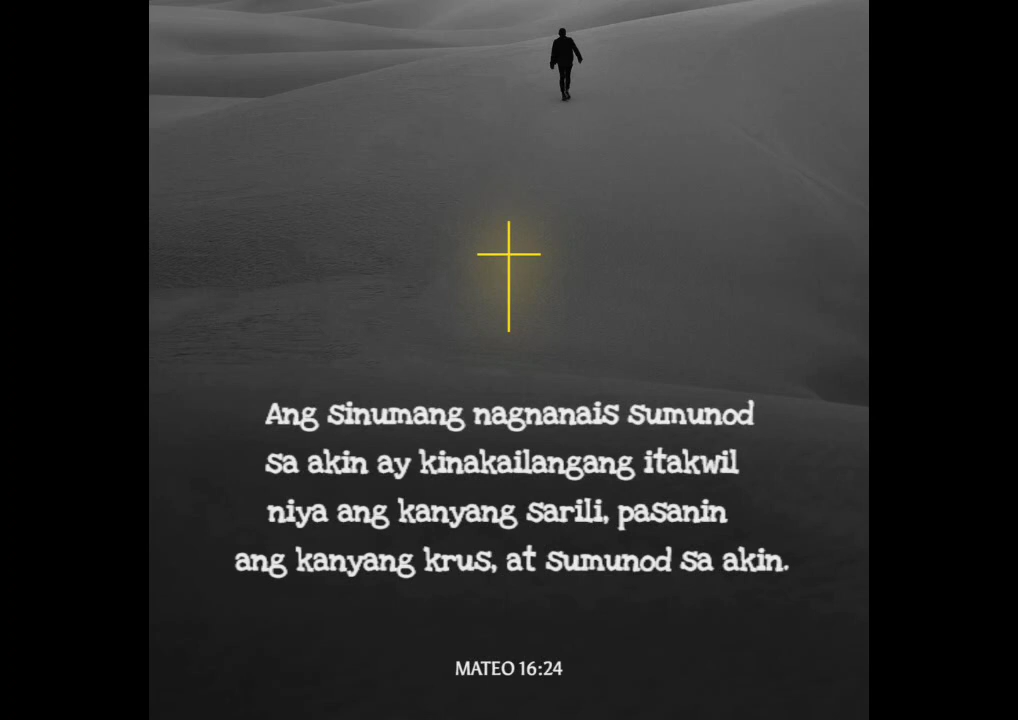 Ang sinumang nagnanais sumunod
sa akin ay kinakailangang itakwil
niya ang kanyang sarili, pasanin
ang kanyang krus, at sumunod sa akin.
MATEO 16:24